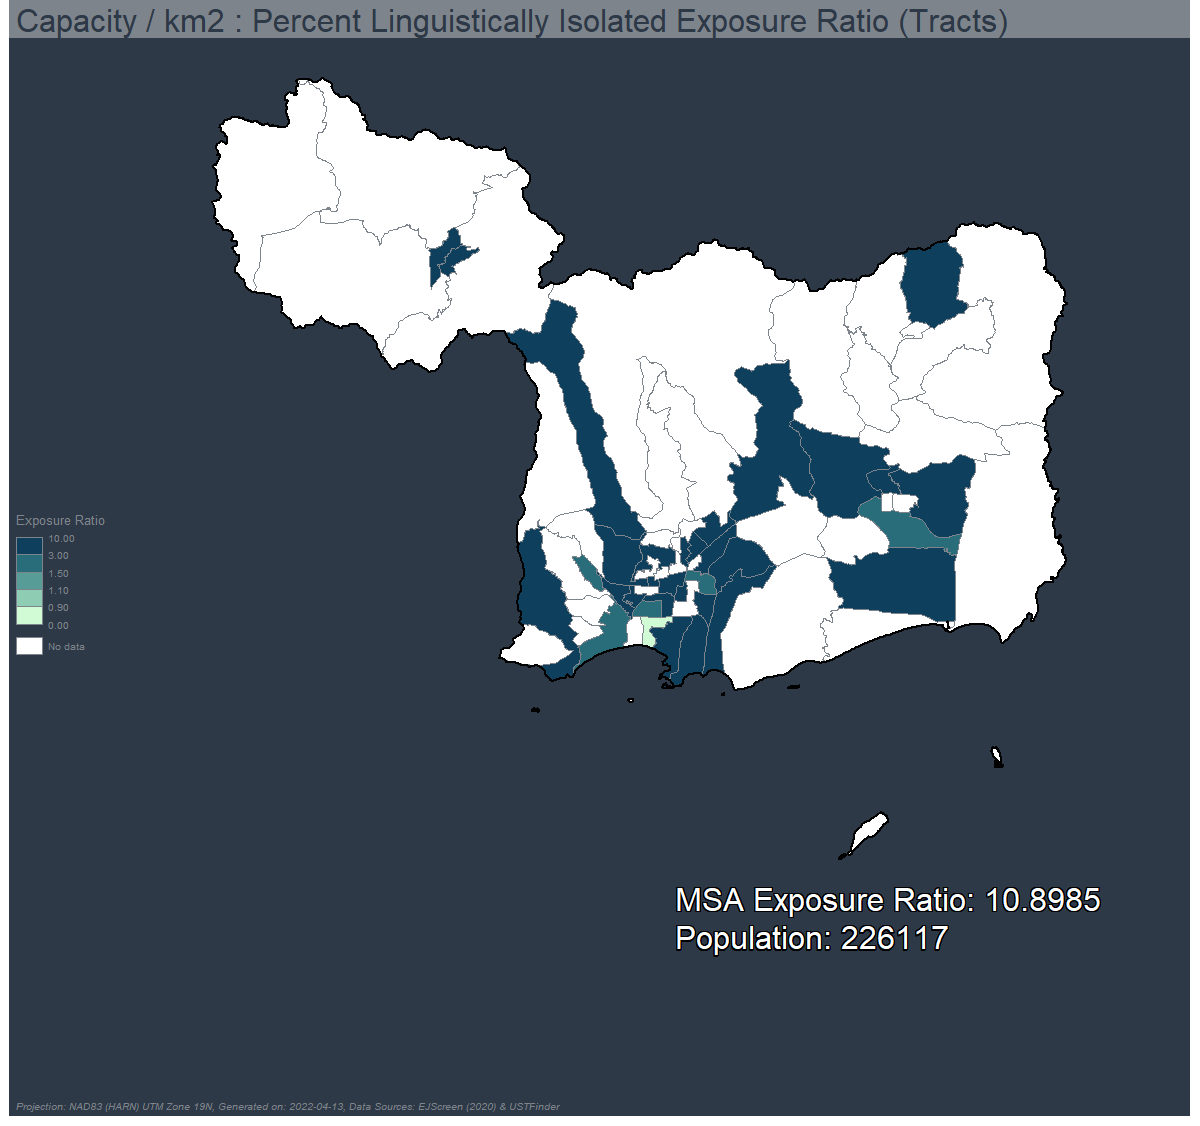 Capacity / km2 : Percent Linguistically Isolated Exposure Ratio (Tracts)
Exposure Ratio
10.00
3.00
1.50
1.10
0.90
0.00
No data
MSA Exposure Ratio: 10.8985
Population: 226117
Projection: NAD83 (HARN) UTM Zone 19N, Generated on: 2022-04-13, Data Sources: EJScreen (2020) & USTFinder